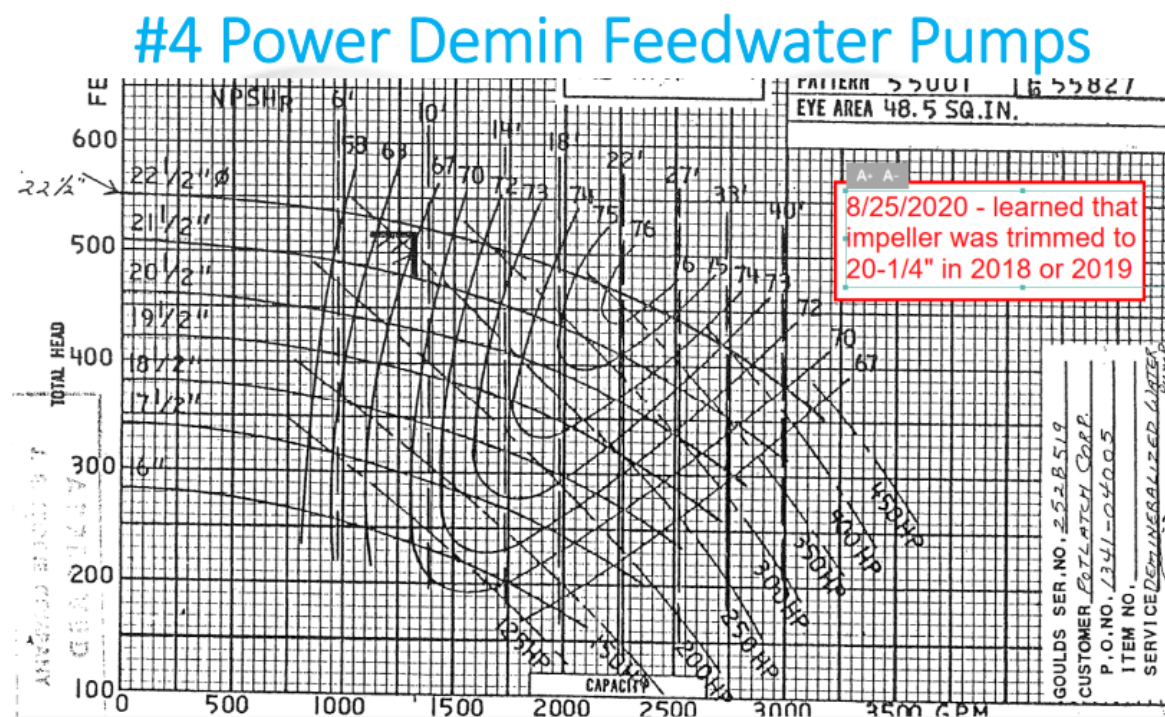 #4 Power Demin Feedwater Pumps
PATTERN 55001
55827
EYE AREA 48.5 SQ.IN.
NPSHR 6' 10' 14' 18' 22' 27' 33' 40'
58 63 67 70 72 73 74 75 76
76 75 74 73 72 70 67
A+ A-
8/25/2020 - learned that
impeller was trimmed to
20-1/4" in 2018 or 2019
22 1/2"
22 1/2" Ø
21 1/2"
20 1/2"
19 1/2"
18 1/2"
7 1/2"
6"
FE
600
500
400
300
200
100
TOTAL HEAD
125HP
150HP
200HP
250HP
300HP
350HP
400HP
450HP
0 500 1000 1500 2000 2500 3000 3500 GPM
CAPACITY
GOULDS SER.NO. 252B519
CUSTOMER POTLATCH CORP.
P.O.NO. 1341-04005
ITEM NO.
SERVICE DEMINERALIZED WATER